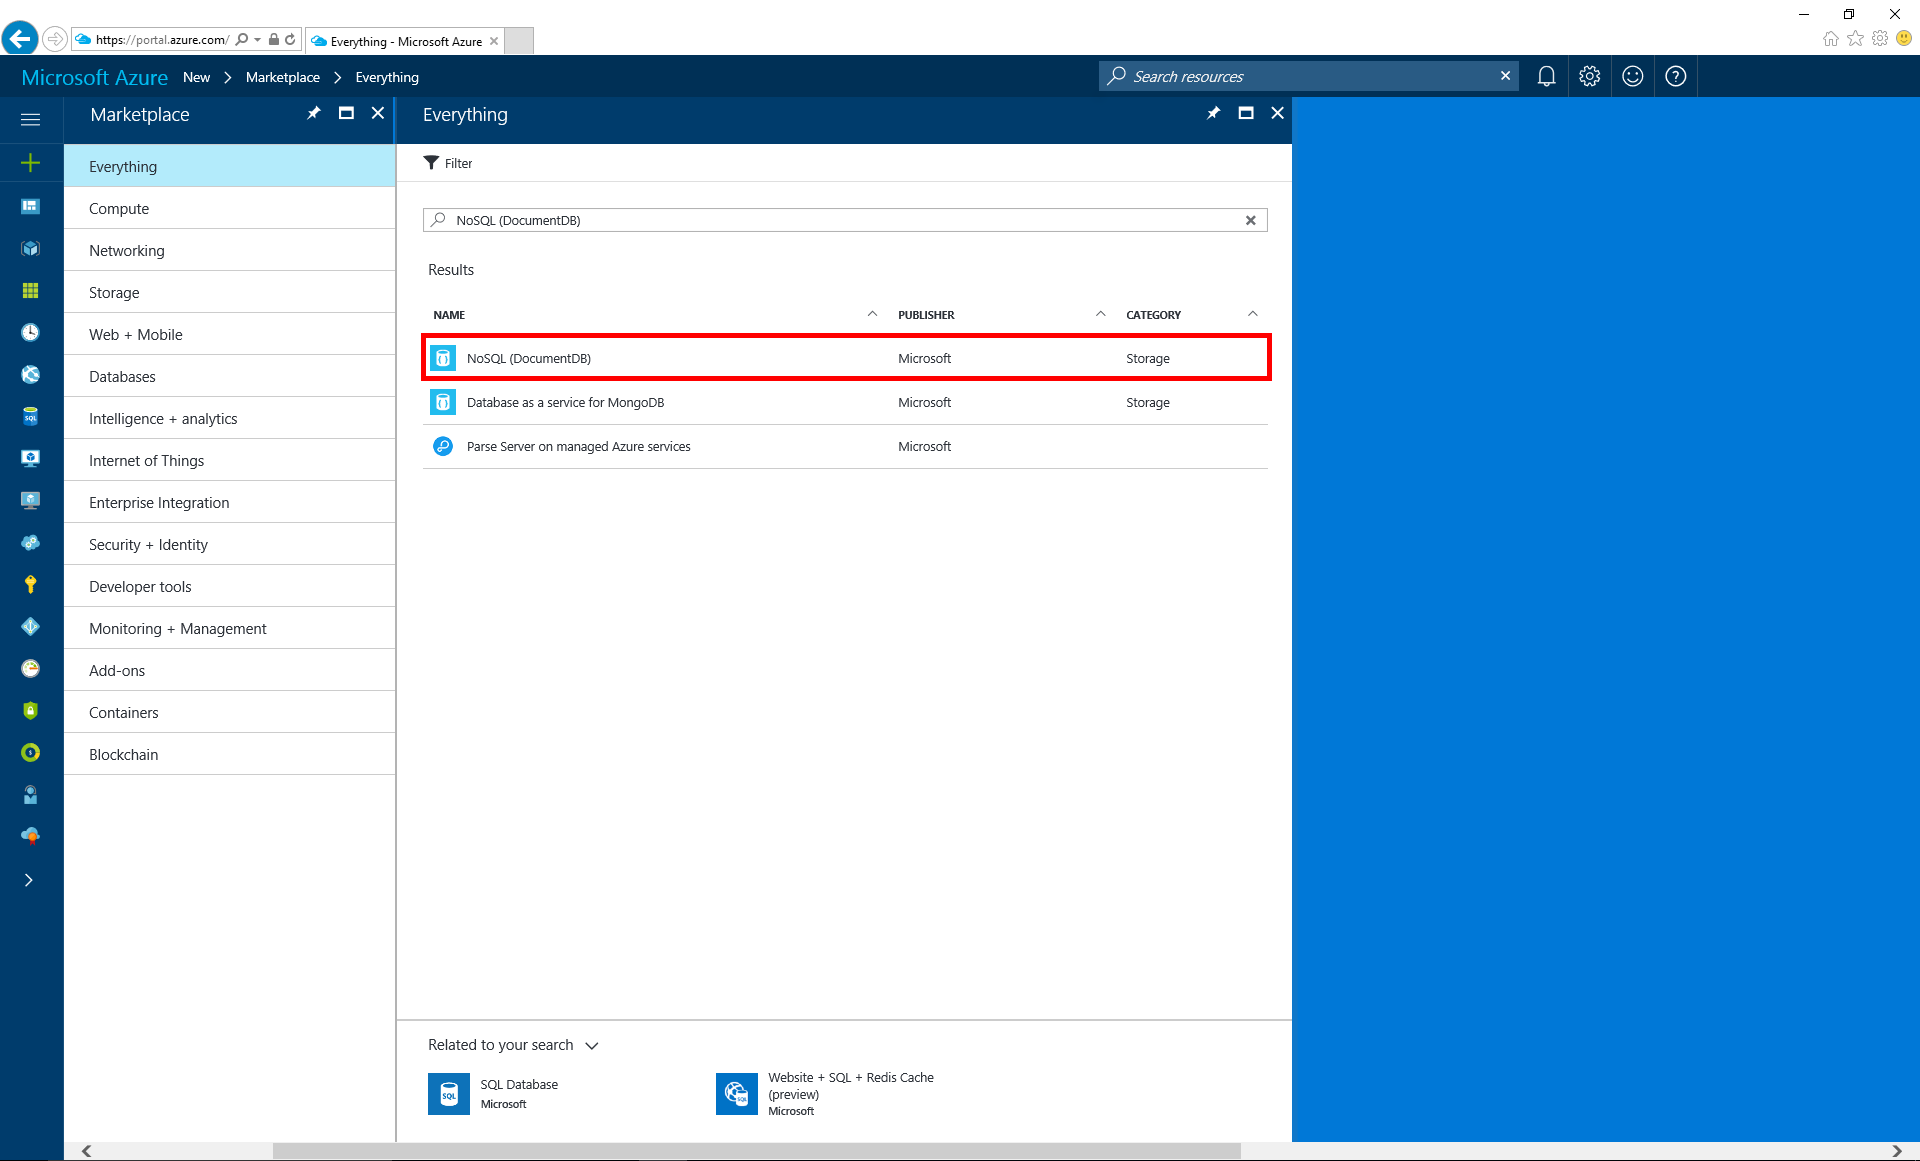 https://portal.azure.com/
Everything - Microsoft Azure
Microsoft Azure New > Marketplace > Everything
Search resources
Marketplace
Everything
Compute
Networking
Storage
Web + Mobile
Databases
Intelligence + analytics
Internet of Things
Enterprise Integration
Security + Identity
Developer tools
Monitoring + Management
Add-ons
Containers
Blockchain
Everything
Filter
NoSQL (DocumentDB)
Results
NAME PUBLISHER CATEGORY
NoSQL (DocumentDB) Microsoft Storage
Database as a service for MongoDB Microsoft Storage
Parse Server on managed Azure services Microsoft
Related to your search
SQL
SQL Database
Microsoft
SQL
Website + SQL + Redis Cache
(preview)
Microsoft